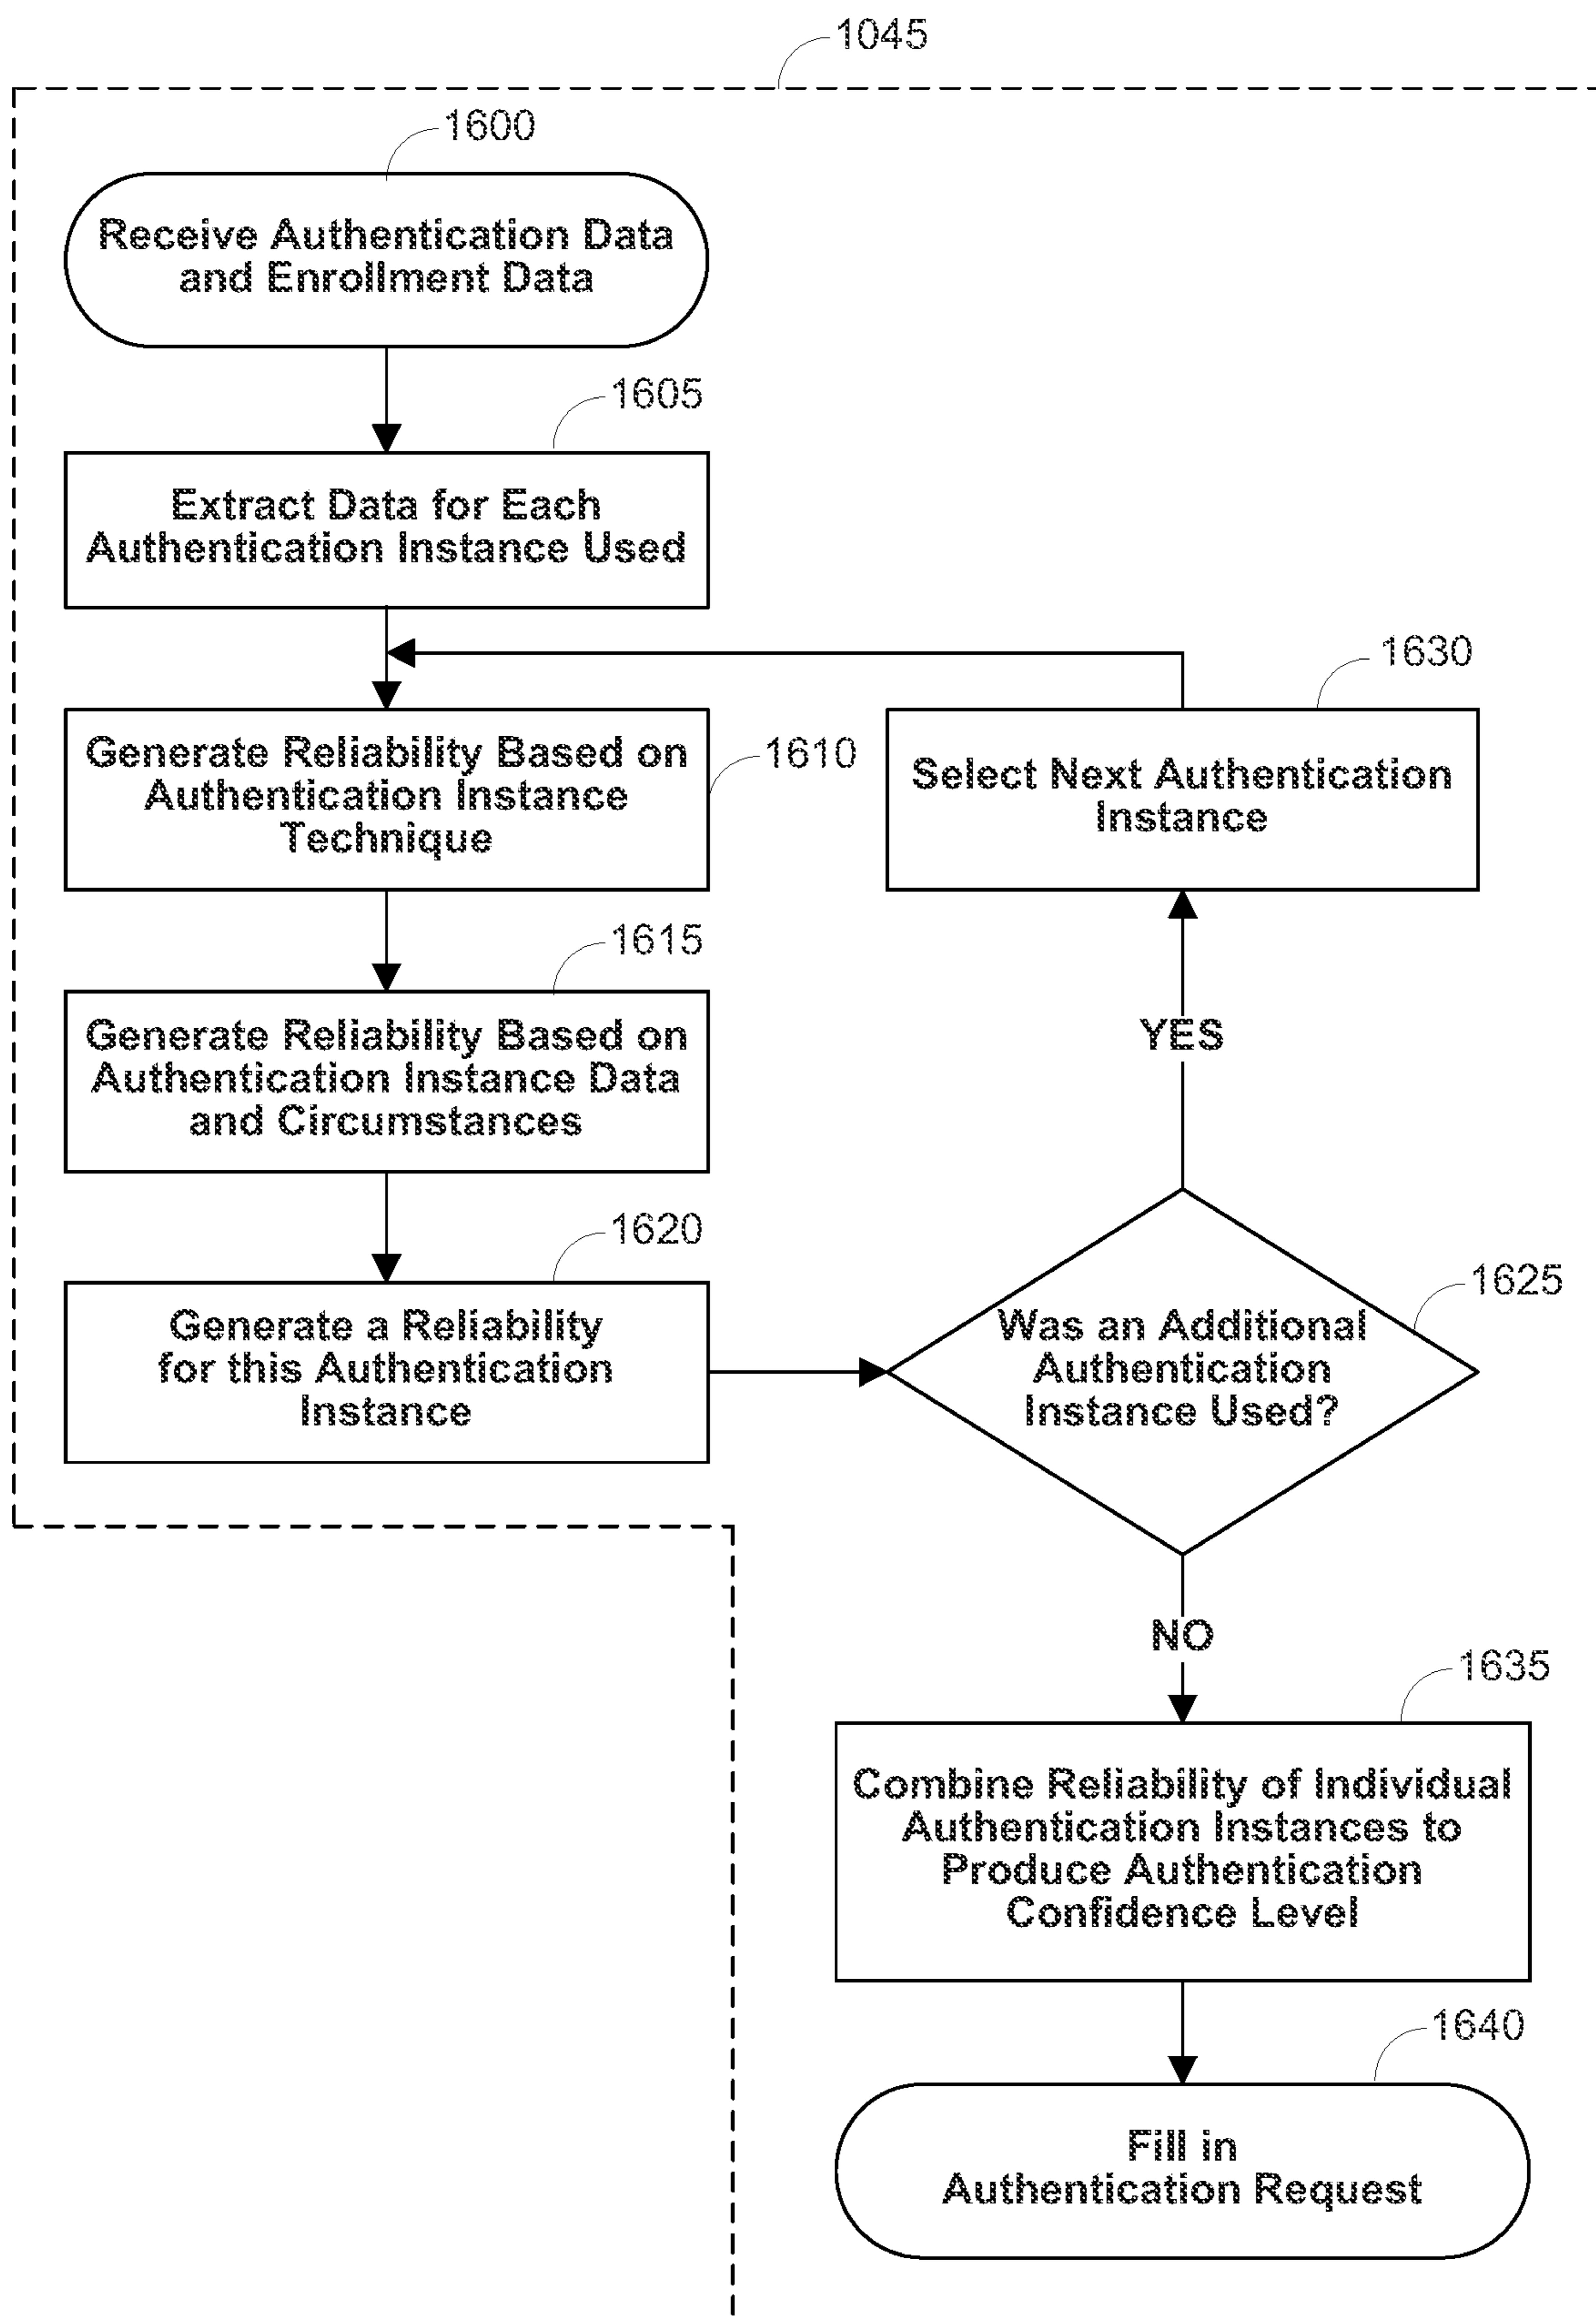 1045
1600
Receive Authentication Data
and Enrollment Data
1605
Extract Data for Each
Authentication Instance Used
1610
Generate Reliability Based on
Authentication Instance
Technique
1615
Generate Reliability Based on
Authentication Instance Data
and Circumstances
1620
Generate a Reliability
for this Authentication
Instance
1625
Was an Additional
Authentication
Instance Used?
YES
1630
Select Next Authentication
Instance
NO
1635
Combine Reliability of Individual
Authentication Instances to
Produce Authentication
Confidence Level
1640
Fill in
Authentication Request